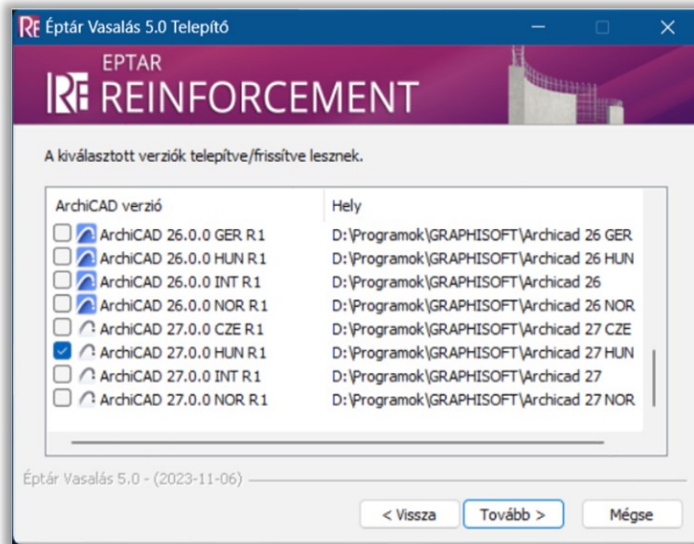 Éptár Vasalás 5.0 Telepítő
EPTAR
RE REINFORCEMENT
A kiválasztott verziók telepítve/frissítve lesznek.
ArchiCAD verzió Hely
ArchiCAD 26.0.0 GER R1 D:\Programok\GRAPHISOFT\Archicad 26 GER
ArchiCAD 26.0.0 HUN R1 D:\Programok\GRAPHISOFT\Archicad 26 HUN
ArchiCAD 26.0.0 INT R1 D:\Programok\GRAPHISOFT\Archicad 26
ArchiCAD 26.0.0 NOR R1 D:\Programok\GRAPHISOFT\Archicad 26 NOR
ArchiCAD 27.0.0 CZE R1 D:\Programok\GRAPHISOFT\Archicad 27 CZE
ArchiCAD 27.0.0 HUN R1 D:\Programok\GRAPHISOFT\Archicad 27 HUN
ArchiCAD 27.0.0 INT R1 D:\Programok\GRAPHISOFT\Archicad 27
ArchiCAD 27.0.0 NOR R1 D:\Programok\GRAPHISOFT\Archicad 27 NOR
Éptár Vasalás 5.0 - (2023-11-06)
< Vissza Tovább > Mégse